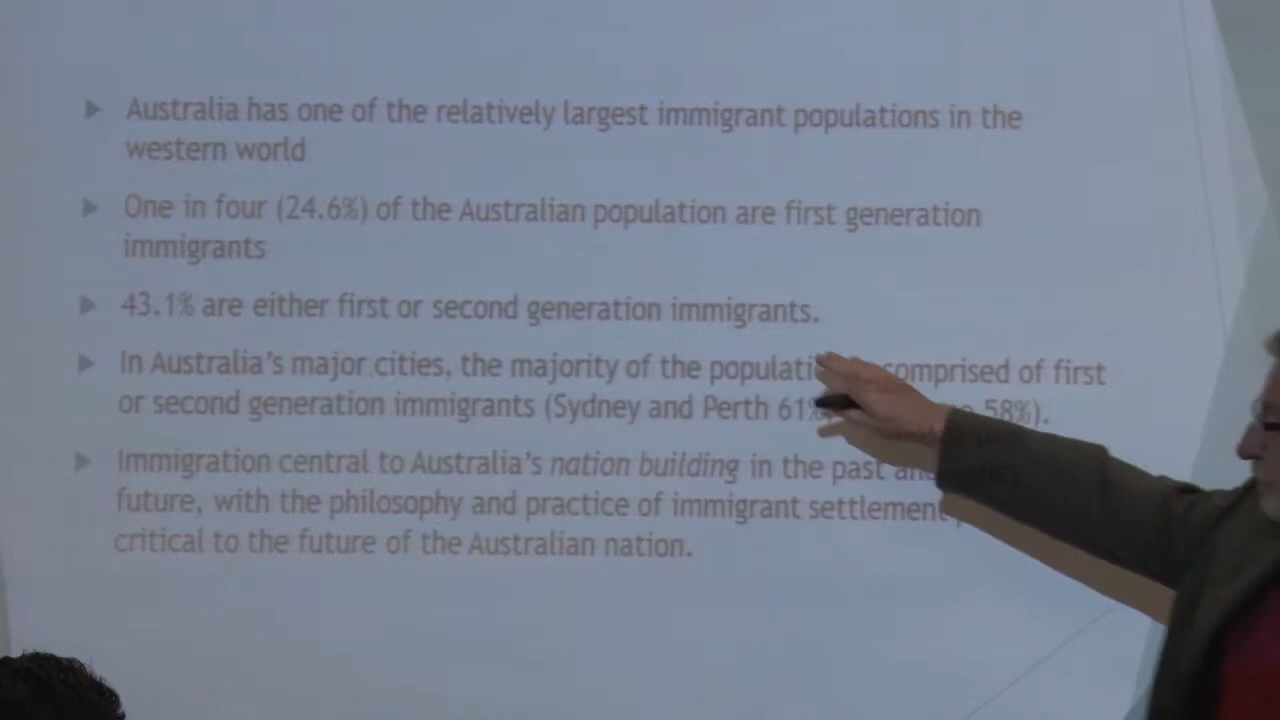 Australia has one of the relatively largest immigrant populations in the
western world
One in four (24.6%) of the Australian population are first generation
immigrants
43.1% are either first or second generation immigrants.
In Australia's major cities, the majority of the comprised of first
or second generation immigrants (Sydney and Perth 61% 58%).
Immigration central to Australia's nation building in the past
future, with the philosophy and practice of immigrant settlement
critical to the future of the Australian nation.